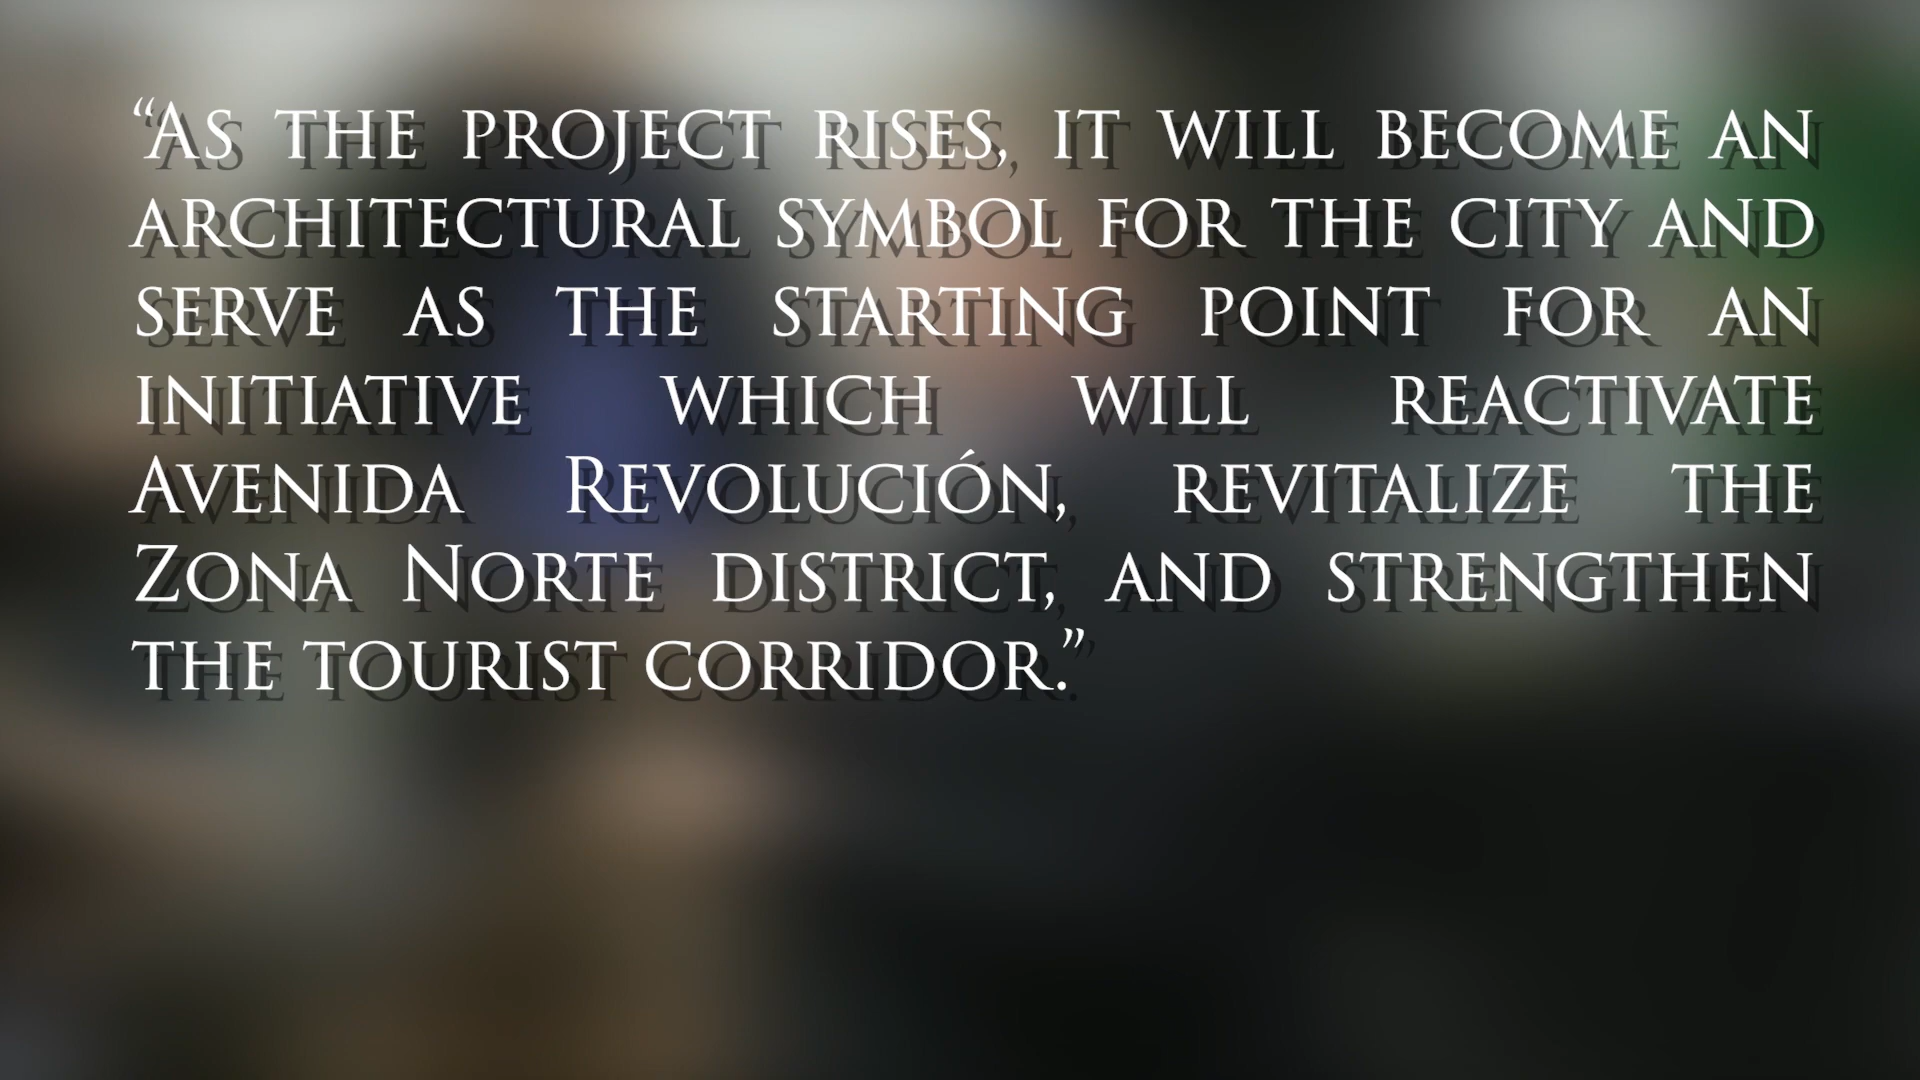 “As the project rises, it will become an
architectural symbol for the city and
serve as the starting point for an
initiative which will reactivate
Avenida Revolución, revitalize the
Zona Norte district, and strengthen
the tourist corridor.”